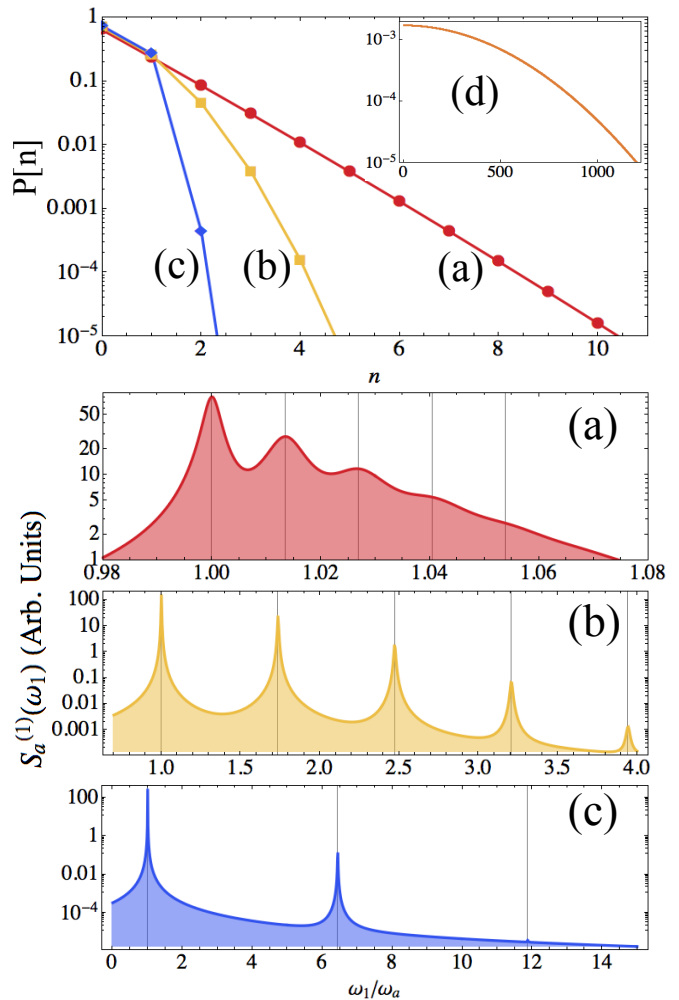 1
0.1
0.01
0.001
10⁻⁴
10⁻⁵
P[n]
10⁻³
10⁻⁴
10⁻⁵
(d)
0 500 1000
(c) (b) (a)
0 2 4 6 8 10
n
50
20
10
5
2
1
(a)
0.98 1.00 1.02 1.04 1.06 1.08
Sₐ⁽¹⁾(ω₁) (Arb. Units)
100
10
1
0.1
0.01
0.001
(b)
1.0 1.5 2.0 2.5 3.0 3.5 4.0
100
1
0.01
10⁻⁴
(c)
0 2 4 6 8 10 12 14
ω₁/ωₐ